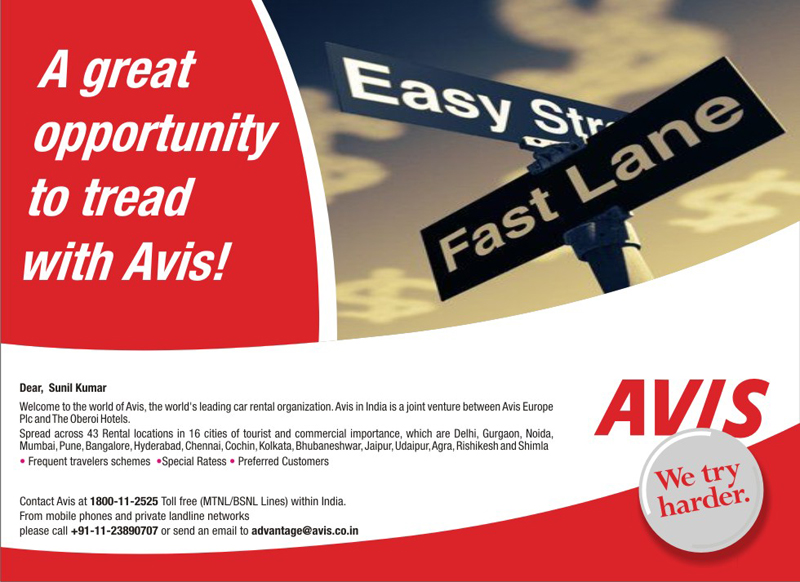 A great
opportunity
to tread
with Avis!
Easy Str
Fast Lane
Dear, Sunil Kumar
Welcome to the world of Avis, the world's leading car rental organization. Avis in India is a joint venture between Avis Europe
Plc and The Oberoi Hotels.
Spread across 43 Rental locations in 16 cities of tourist and commercial importance, which are Delhi, Gurgaon, Noida,
Mumbai, Pune, Bangalore, Hyderabad, Chennai, Cochin, Kolkata, Bhubaneshwar, Jaipur, Udaipur, Agra, Rishikesh and Shimla
• Frequent travelers schemes •Special Ratess • Preferred Customers
Contact Avis at 1800-11-2525 Toll free (MTNL/BSNL Lines) within India.
From mobile phones and private landline networks
please call +91-11-23890707 or send an email to advantage@avis.co.in
AVIS
We try
harder.